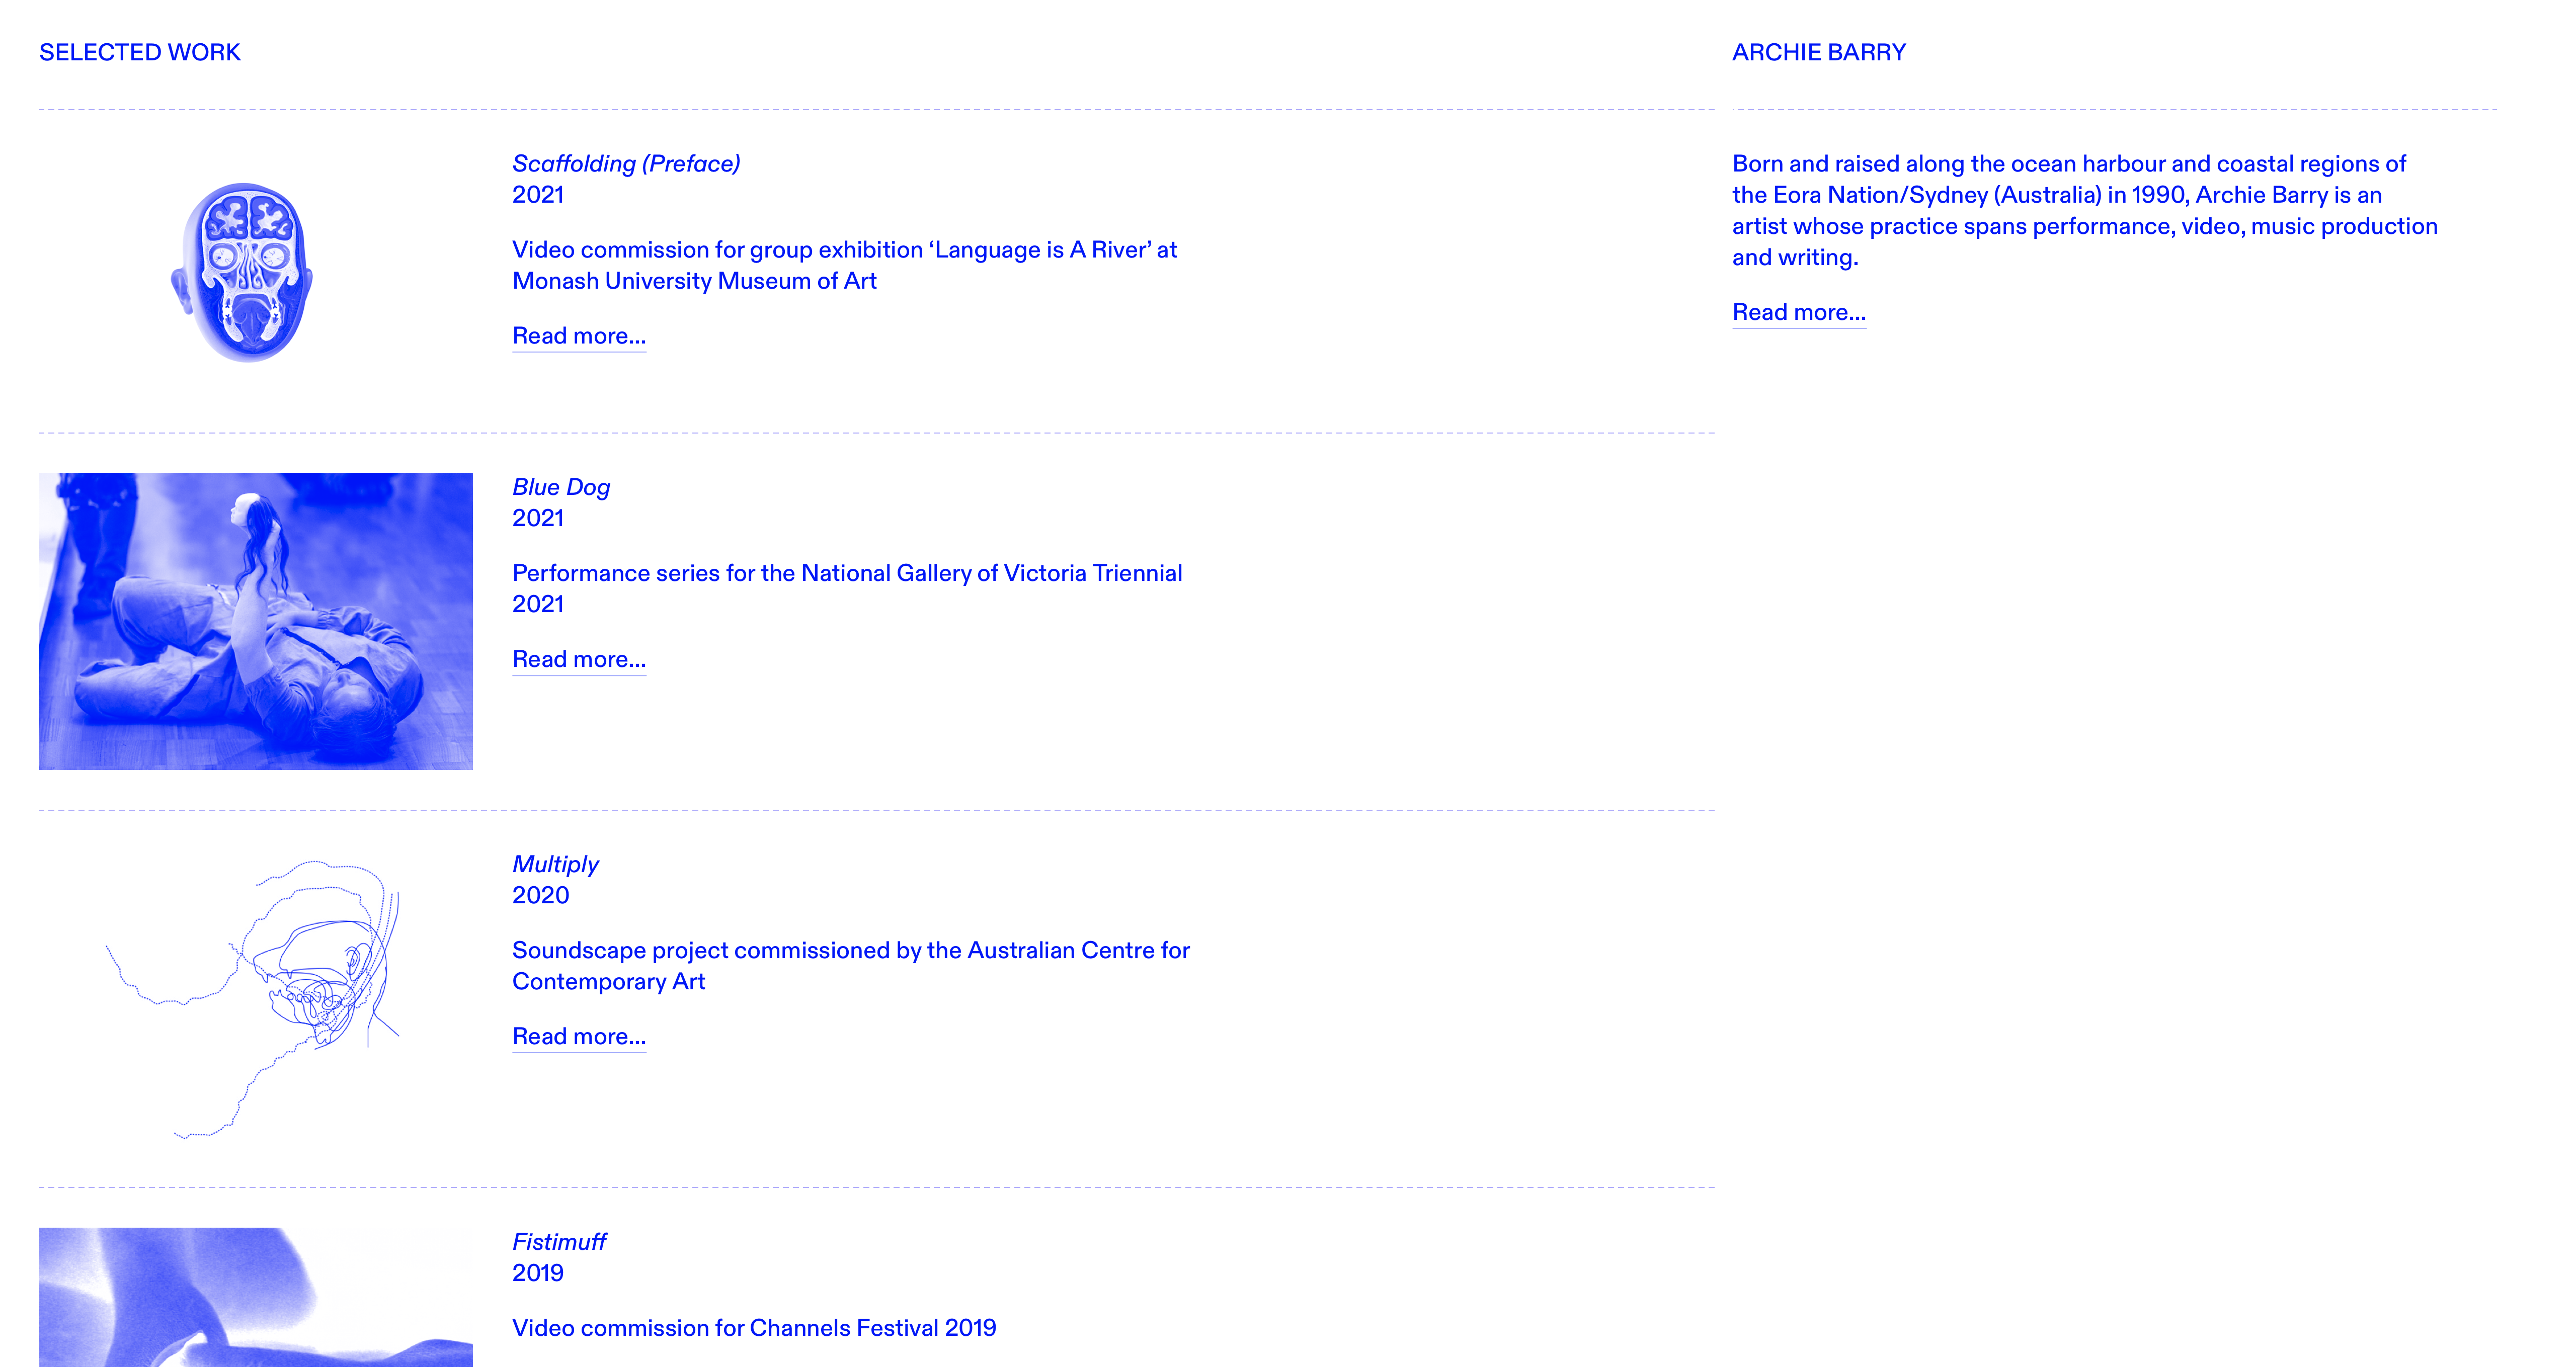 SELECTED WORK
Scaffolding (Preface)
2021
Video commission for group exhibition ‘Language is A River’ at
Monash University Museum of Art
Read more...
Blue Dog
2021
Performance series for the National Gallery of Victoria Triennial
2021
Read more...
Multiply
2020
Soundscape project commissioned by the Australian Centre for
Contemporary Art
Read more...
Fistimuff
2019
Video commission for Channels Festival 2019
ARCHIE BARRY
Born and raised along the ocean harbour and coastal regions of
the Eora Nation/Sydney (Australia) in 1990, Archie Barry is an
artist whose practice spans performance, video, music production
and writing.
Read more...